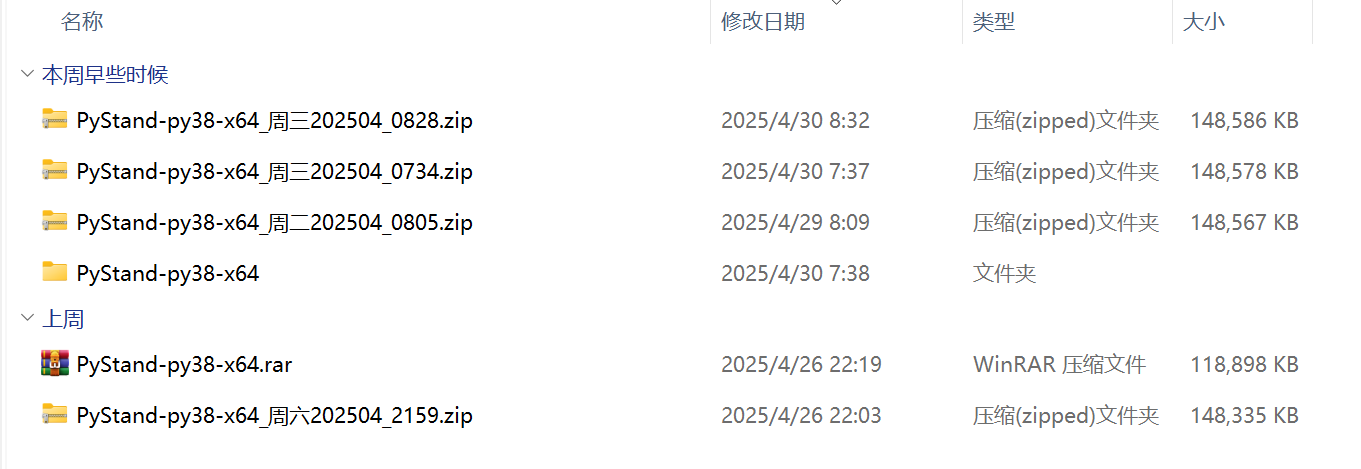 名称 修改日期 类型 大小
本周早些时候
PyStand-py38-x64_周三202504_0828.zip 2025/4/30 8:32 压缩(zipped)文件夹 148,586 KB
PyStand-py38-x64_周三202504_0734.zip 2025/4/30 7:37 压缩(zipped)文件夹 148,578 KB
PyStand-py38-x64_周二202504_0805.zip 2025/4/29 8:09 压缩(zipped)文件夹 148,567 KB
PyStand-py38-x64 2025/4/30 7:38 文件夹
上周
PyStand-py38-x64.rar 2025/4/26 22:19 WinRAR 压缩文件 118,898 KB
PyStand-py38-x64_周六202504_2159.zip 2025/4/26 22:03 压缩(zipped)文件夹 148,335 KB